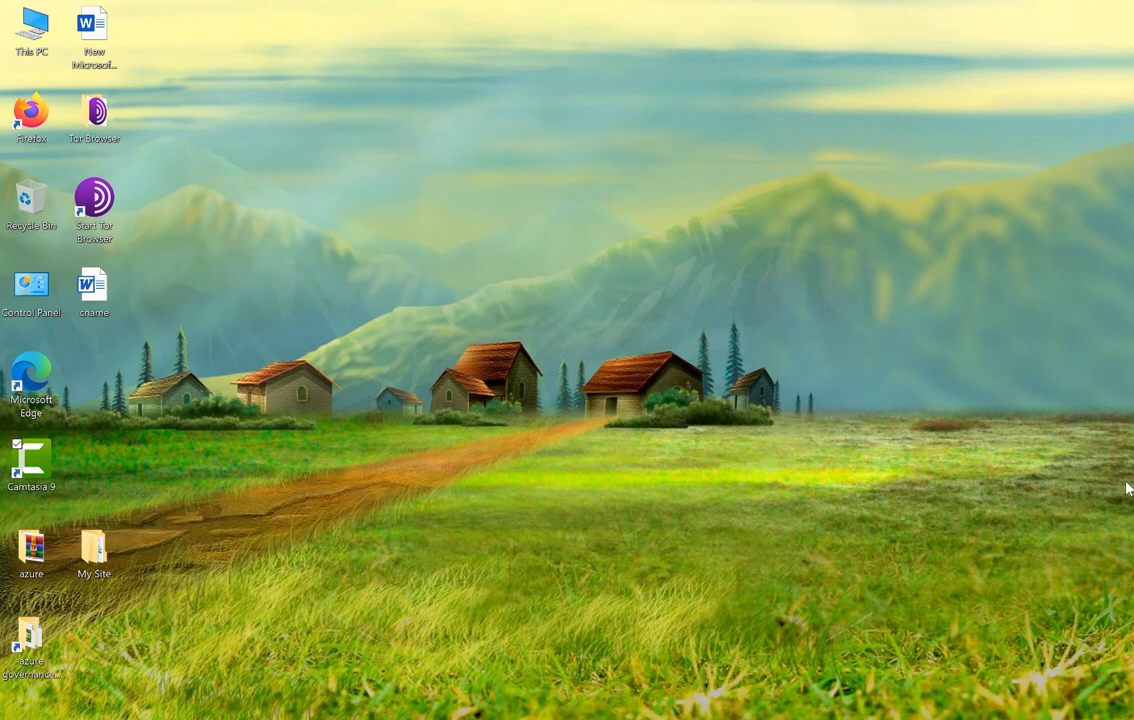 This PC
New
Microsof...
Firefox
Tor Browser
Recycle Bin
Start Tor
Browser
Control Panel
cname
Microsoft
Edge
Camtasia 9
azure
My Site
azure
governance...